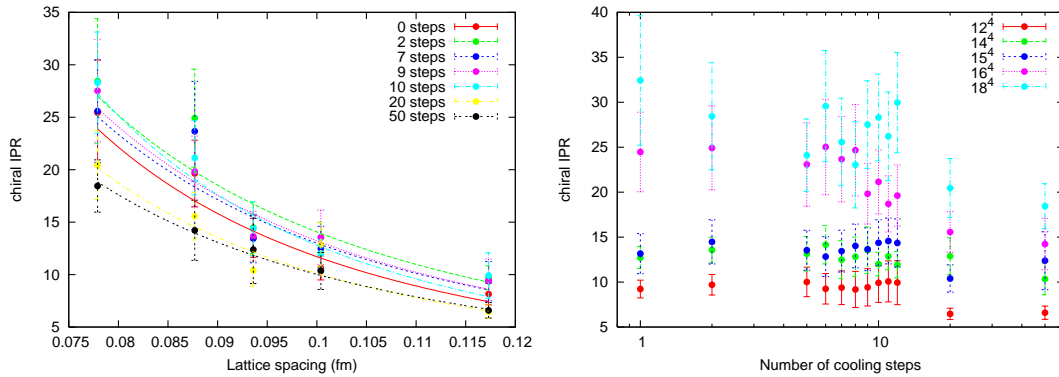 chiral IPR
40
35
30
25
20
15
10
5
0.075 0.08 0.085 0.09 0.095 0.1 0.105 0.11 0.115 0.12
Lattice spacing (fm)
0 steps
2 steps
7 steps
9 steps
10 steps
20 steps
50 steps
chiral IPR
40
35
30
25
20
15
10
5
1 10
Number of cooling steps
12^4
14^4
15^4
16^4
18^4